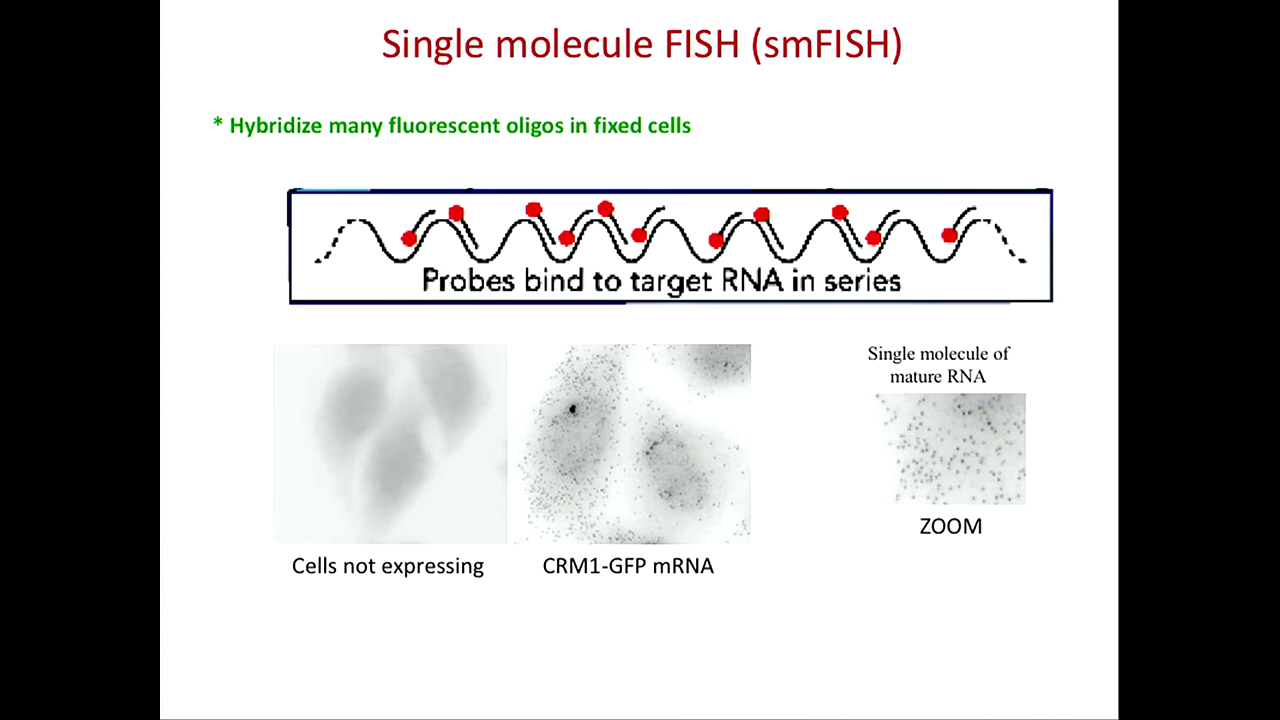 Single molecule FISH (smFISH)
* Hybridize many fluorescent oligos in fixed cells
Probes bind to target RNA in series
Single molecule of
mature RNA
ZOOM
Cells not expressing
CRM1-GFP mRNA